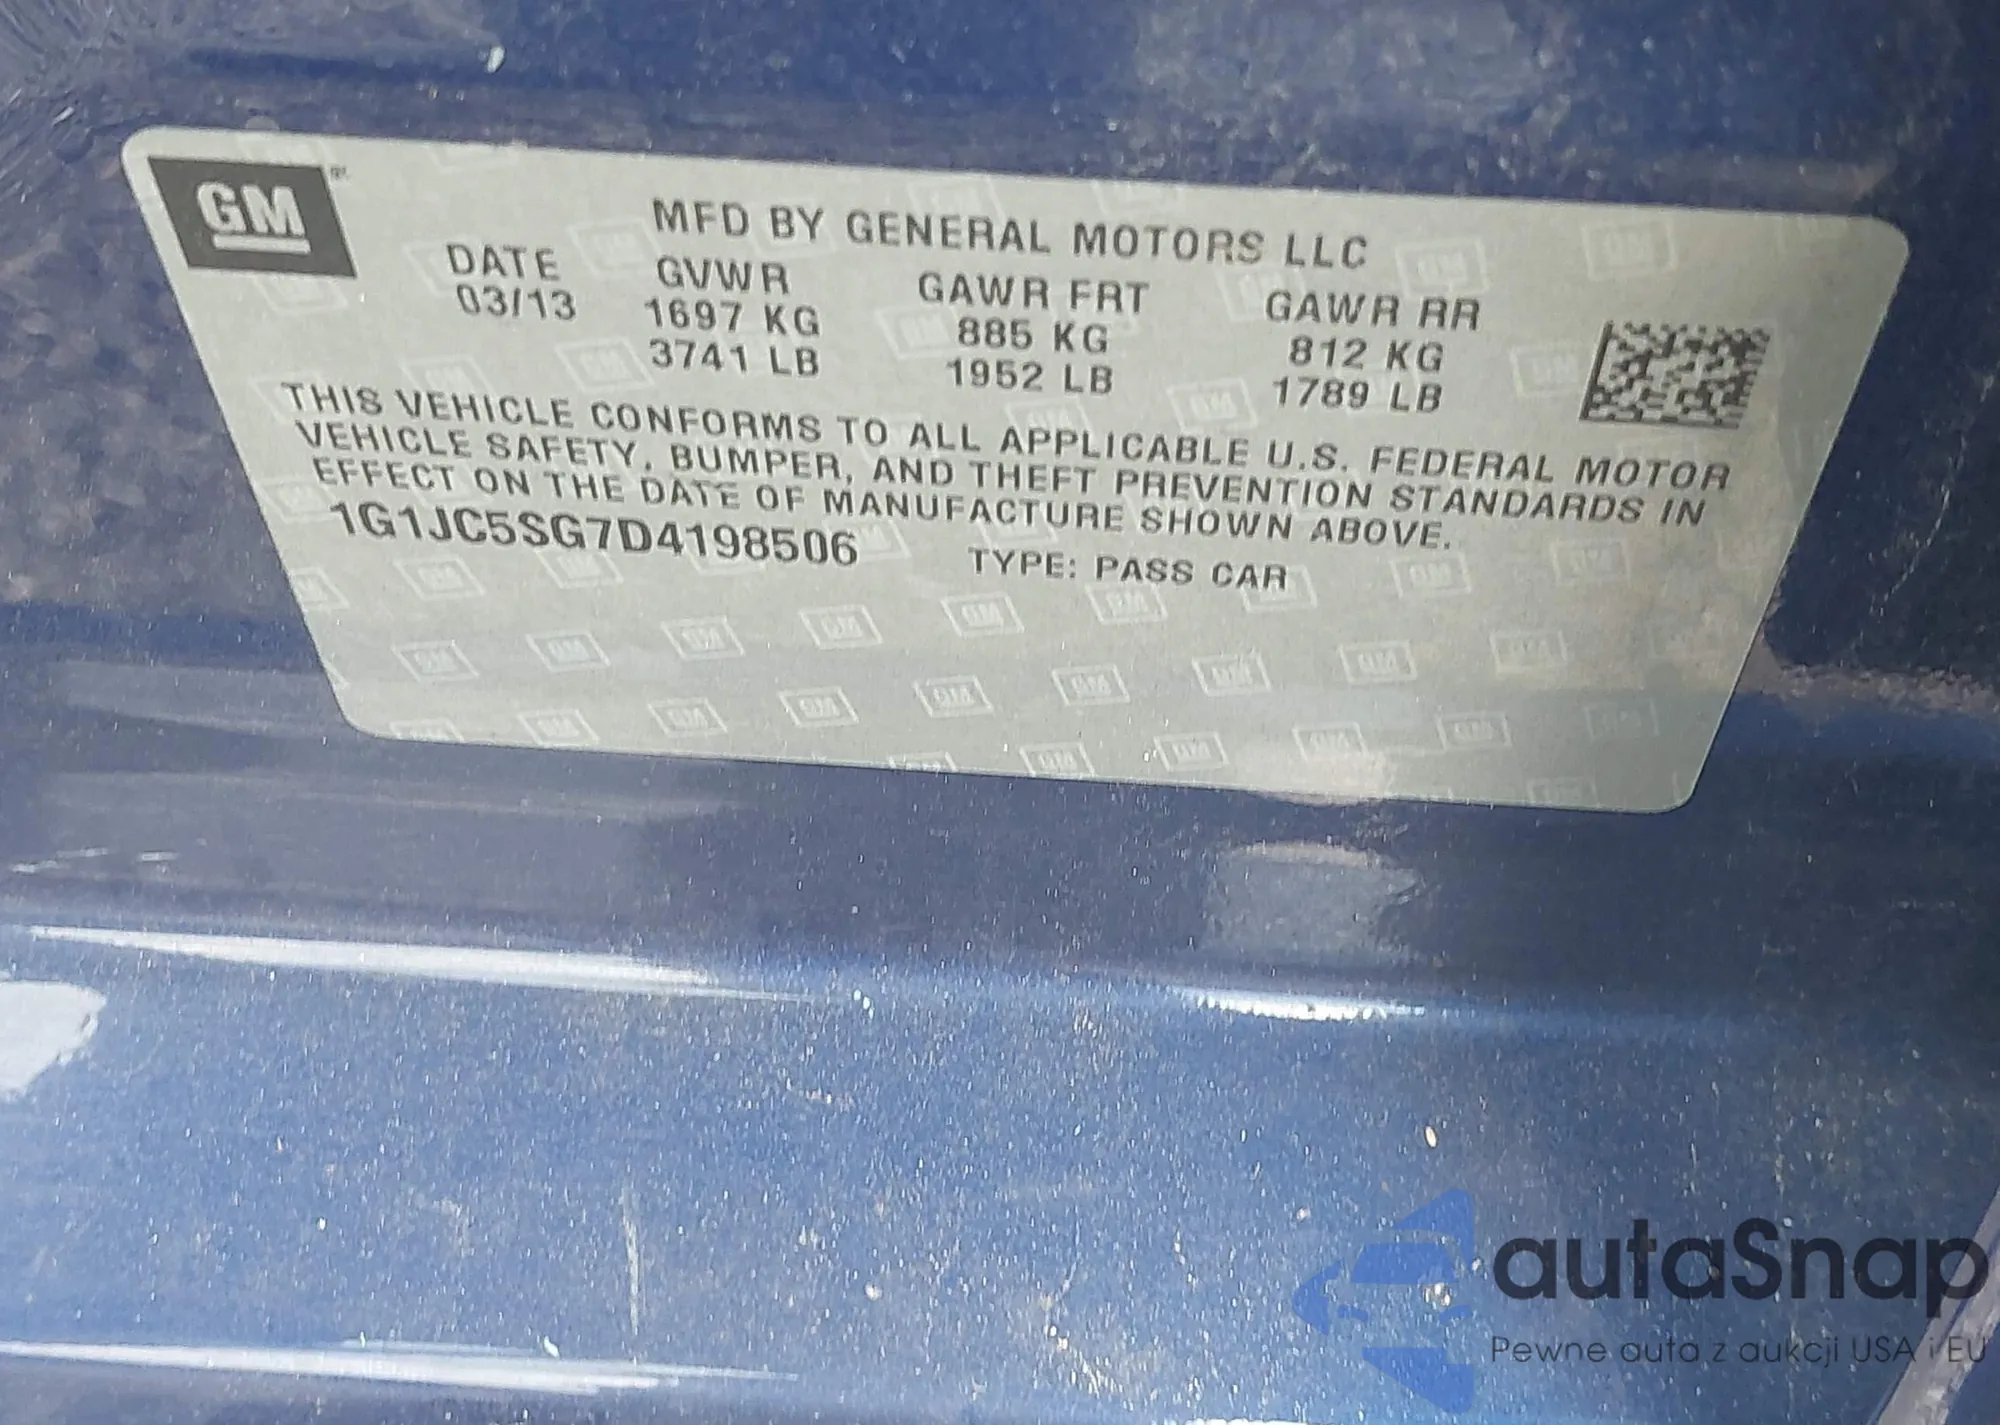 GM
MFD BY GENERAL MOTORS LLC
DATE GVWR GAWR FRT GAWR RR
03/13 1697 KG 885 KG 812 KG
3741 LB 1952 LB 1789 LB
THIS VEHICLE CONFORMS TO ALL APPLICABLE U.S. FEDERAL MOTOR
VEHICLE SAFETY, BUMPER, AND THEFT PREVENTION STANDARDS IN
EFFECT ON THE DATE OF MANUFACTURE SHOWN ABOVE.
1G1JC5SG7D4198506 TYPE: PASS CAR
autaSnap
Pewne auta z aukcji USA i EU